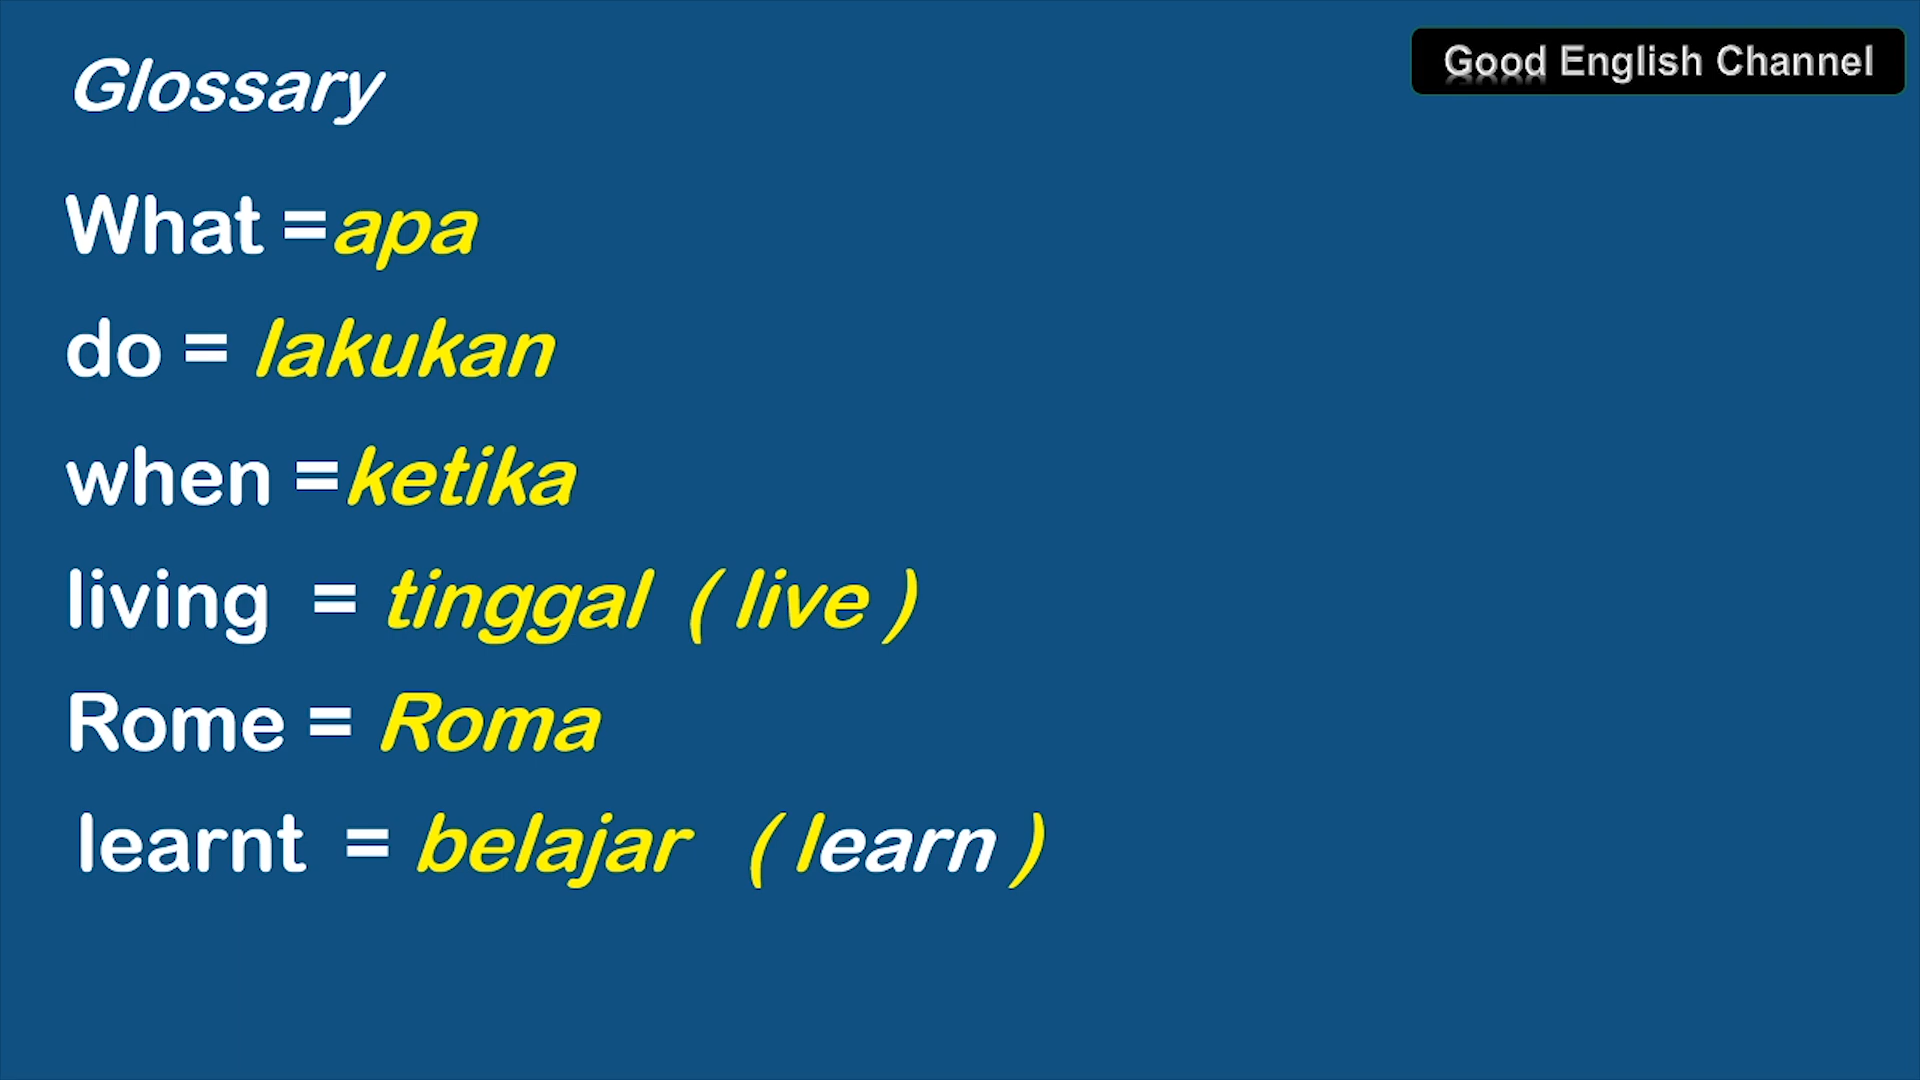 Glossary
Good English Channel
What =apa
do = lakukan
when =ketika
living = tinggal ( live )
Rome = Roma
learnt = belajar ( learn )